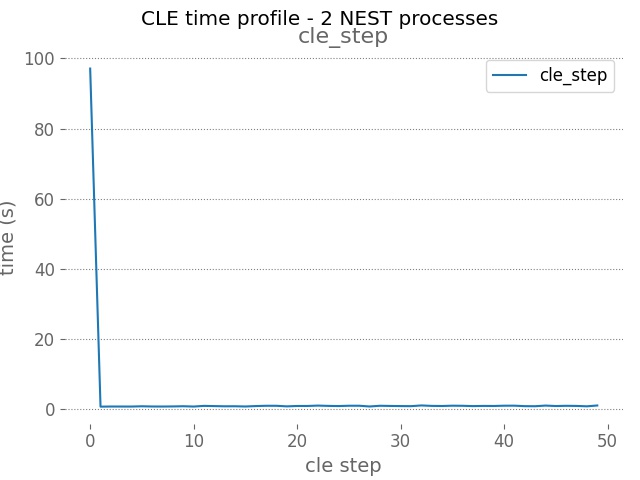 CLE time profile - 2 NEST processes
cle_step
cle_step
100
80
60
40
20
0
time (s)
0 10 20 30 40 50
cle step